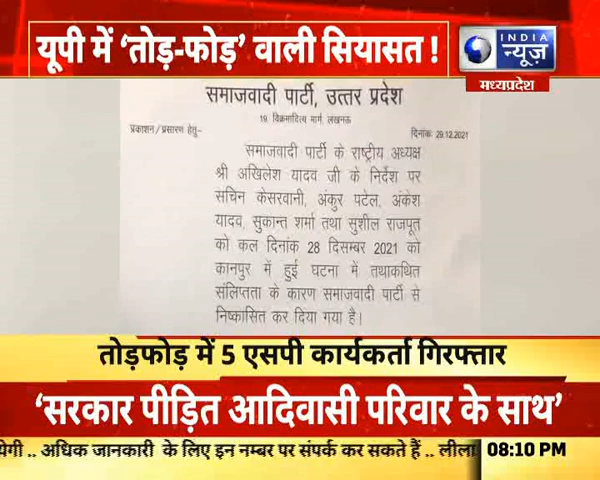 यूपी में ‘तोड़-फोड़’ वाली सियासत !
INDIA
न्यूज़
मध्यप्रदेश
समाजवादी पार्टी, उत्तर प्रदेश
19, विक्रमादित्य मार्ग, लखनऊ
प्रकाशन/प्रसारण हेतु- दिनांक: 29.12.2021
समाजवादी पार्टी के राष्ट्रीय अध्यक्ष
श्री अखिलेश यादव जी के निर्देश पर
सचिन केसरवानी, अंकुर पटेल, अंकेश
यादव, सुकान्त शर्मा तथा सुशील राजपूत
को कल दिनांक 28 दिसम्बर 2021 को
कानपुर में हुई घटना में तथाकथित
संलिप्तता के कारण समाजवादी पार्टी से
निष्कासित कर दिया गया है।
तोड़फोड़ में 5 एसपी कार्यकर्ता गिरफ्तार
‘सरकार पीड़ित आदिवासी परिवार के साथ’
येगी .. अधिक जानकारी के लिए इन नम्बर पर संपर्क कर सकते हैं .. लीला 08:10 PM